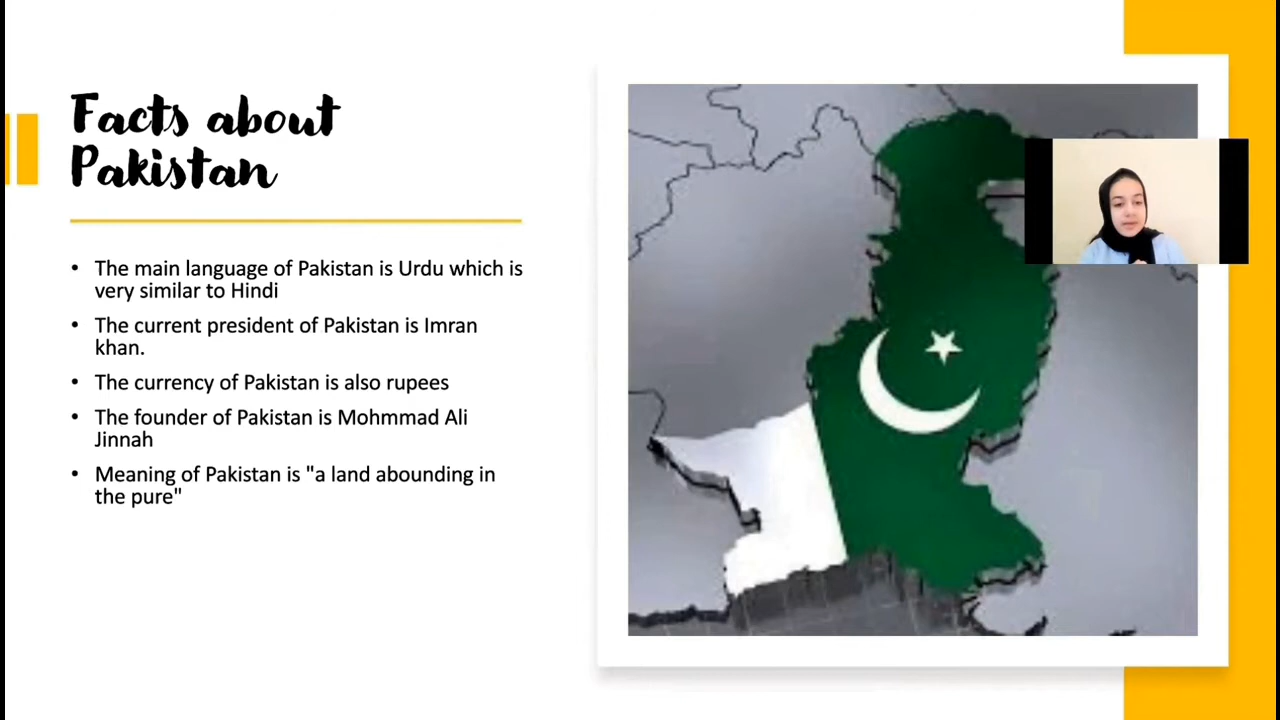 Facts about
Pakistan
• The main language of Pakistan is Urdu which is
very similar to Hindi
• The current president of Pakistan is Imran
khan.
• The currency of Pakistan is also rupees
• The founder of Pakistan is Mohmmad Ali
Jinnah
• Meaning of Pakistan is "a land abounding in
the pure"